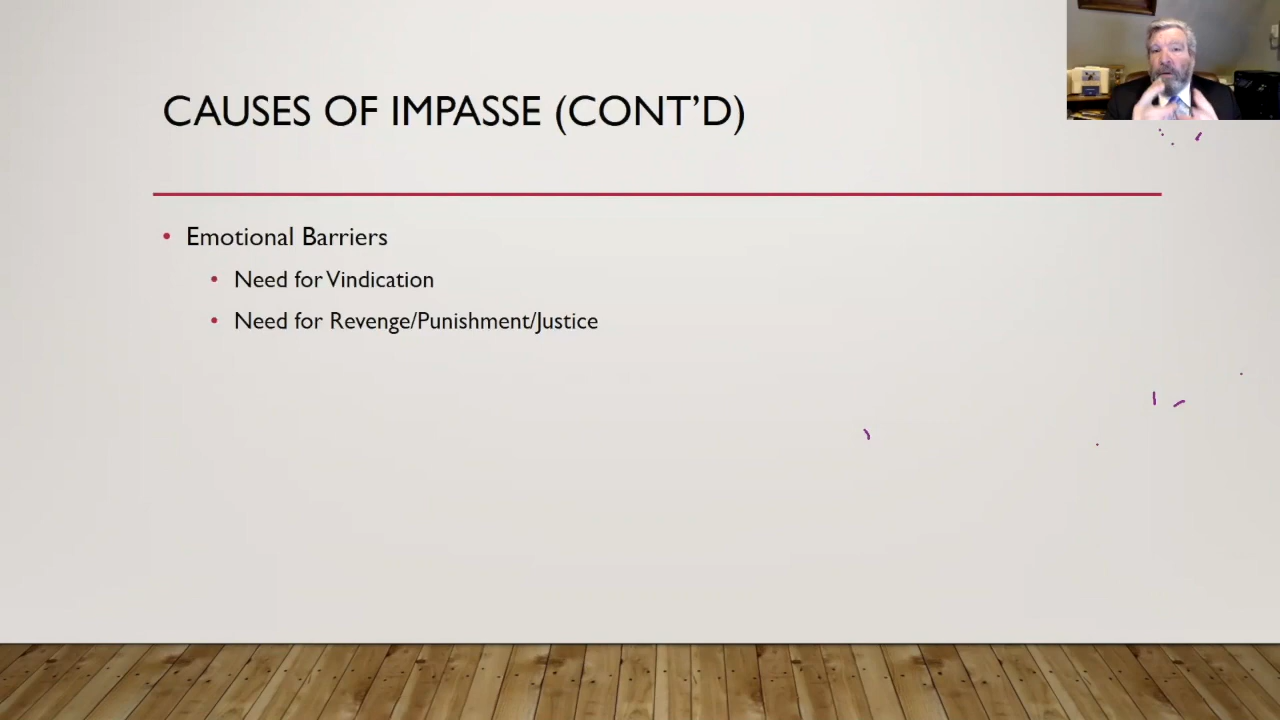 CAUSES OF IMPASSE (CONT'D)
Emotional Barriers
Need for Vindication
Need for Revenge/Punishment/Justice